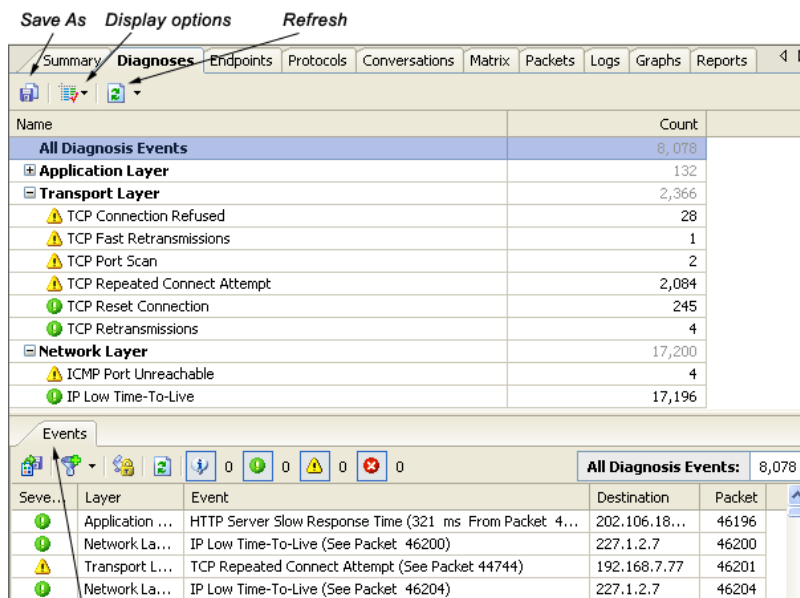 Save As Display options Refresh
Summary Diagnoses Endpoints Protocols Conversations Matrix Packets Logs Graphs Reports
Name Count
All Diagnosis Events 8,078
Application Layer 132
Transport Layer 2,366
TCP Connection Refused 28
TCP Fast Retransmissions 1
TCP Port Scan 2
TCP Repeated Connect Attempt 2,084
TCP Reset Connection 245
TCP Retransmissions 4
Network Layer 17,200
ICMP Port Unreachable 4
IP Low Time-To-Live 17,196
Events
0 0 0 0 All Diagnosis Events: 8,078
Seve... Layer Event Destination Packet
Application ... HTTP Server Slow Response Time (321 ms From Packet 4... 202.106.18... 46196
Network La... IP Low Time-To-Live (See Packet 46200) 227.1.2.7 46200
Transport L... TCP Repeated Connect Attempt (See Packet 44744) 192.168.7.77 46201
Network La... IP Low Time-To-Live (See Packet 46204) 227.1.2.7 46204